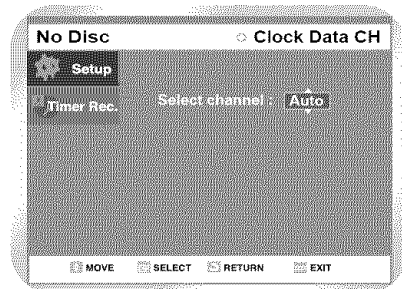 No Disc Clock Data CH
Setup
Timer Rec. Select channel : Auto
MOVE SELECT RETURN EXIT